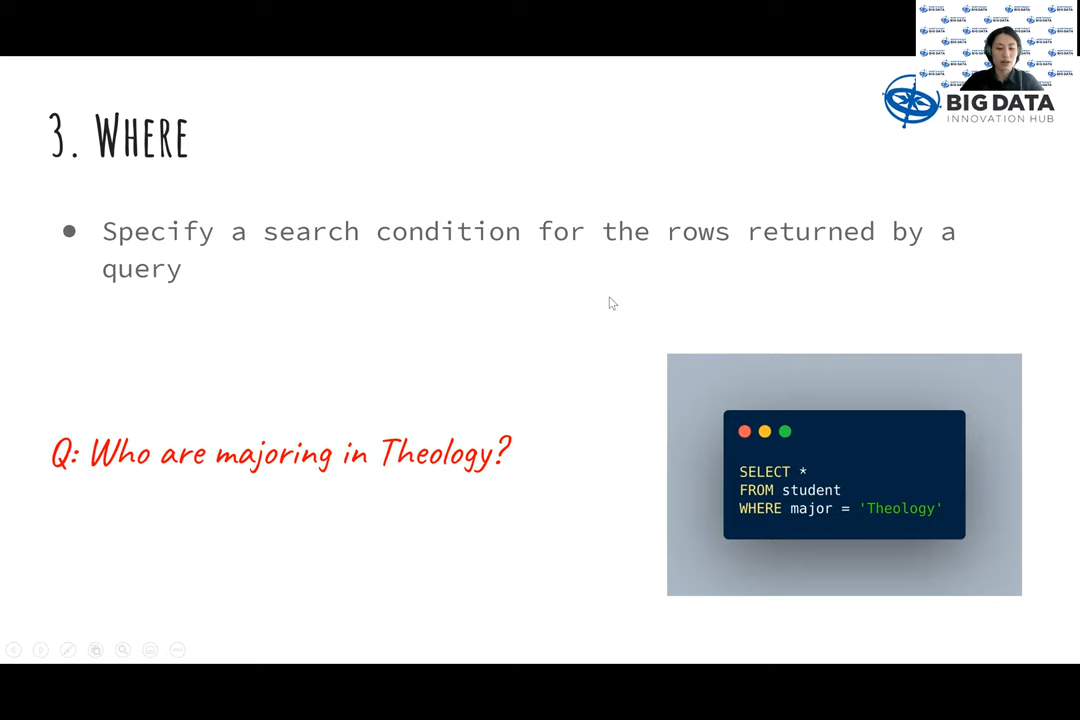 BIG DATA
INNOVATION HUB
3. WHERE
● Specify a search condition for the rows returned by a
query
Q: Who are majoring in Theology?
SELECT *
FROM student
WHERE major = 'Theology'